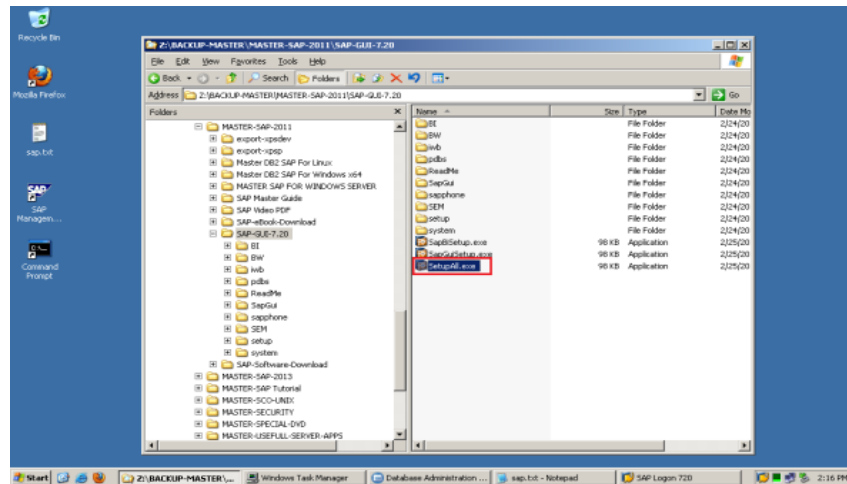 Recycle Bin
Mozilla Firefox
sap.txt
SAP
SAP
Managem...
Command
Prompt
Z:\BACKUP-MASTER\MASTER-SAP-2011\SAP-GUI-7.20
File Edit View Favorites Tools Help
Back Search Folders
Address Z:\BACKUP-MASTER\MASTER-SAP-2011\SAP-GUI-7.20 Go
Folders
MASTER-SAP-2011
export-xpsdev
export-xpsp
Master DB2 SAP For Linux
Master DB2 SAP For Windows x64
MASTER SAP FOR WINDOWS SERVER
SAP Master Guide
SAP Video PDF
SAP-eBook-Download
SAP-GUI-7.20
BI
BW
iwb
pdbs
ReadMe
SapGui
sapphone
SEM
setup
system
SAP-Software-Download
MASTER-SAP-2013
MASTER-SAP Tutorial
MASTER-SCO-UNIX
MASTER-SECURITY
MASTER-SPECIAL-DVD
MASTER-USEFULL-SERVER-APPS
Name Size Type Date Mo
BI File Folder 2/24/20
BW File Folder 2/24/20
iwb File Folder 2/24/20
pdbs File Folder 2/24/20
ReadMe File Folder 2/24/20
SapGui File Folder 2/24/20
sapphone File Folder 2/24/20
SEM File Folder 2/24/20
setup File Folder 2/24/20
system File Folder 2/24/20
SapBiSetup.exe 98 KB Application 2/25/20
SapGuiSetup.exe 98 KB Application 2/25/20
SetupAll.exe 98 KB Application 2/25/20
Start Z:\BACKUP-MASTER\... Windows Task Manager Database Administration ... sap.txt - Notepad SAP Logon 720 2:16 PM